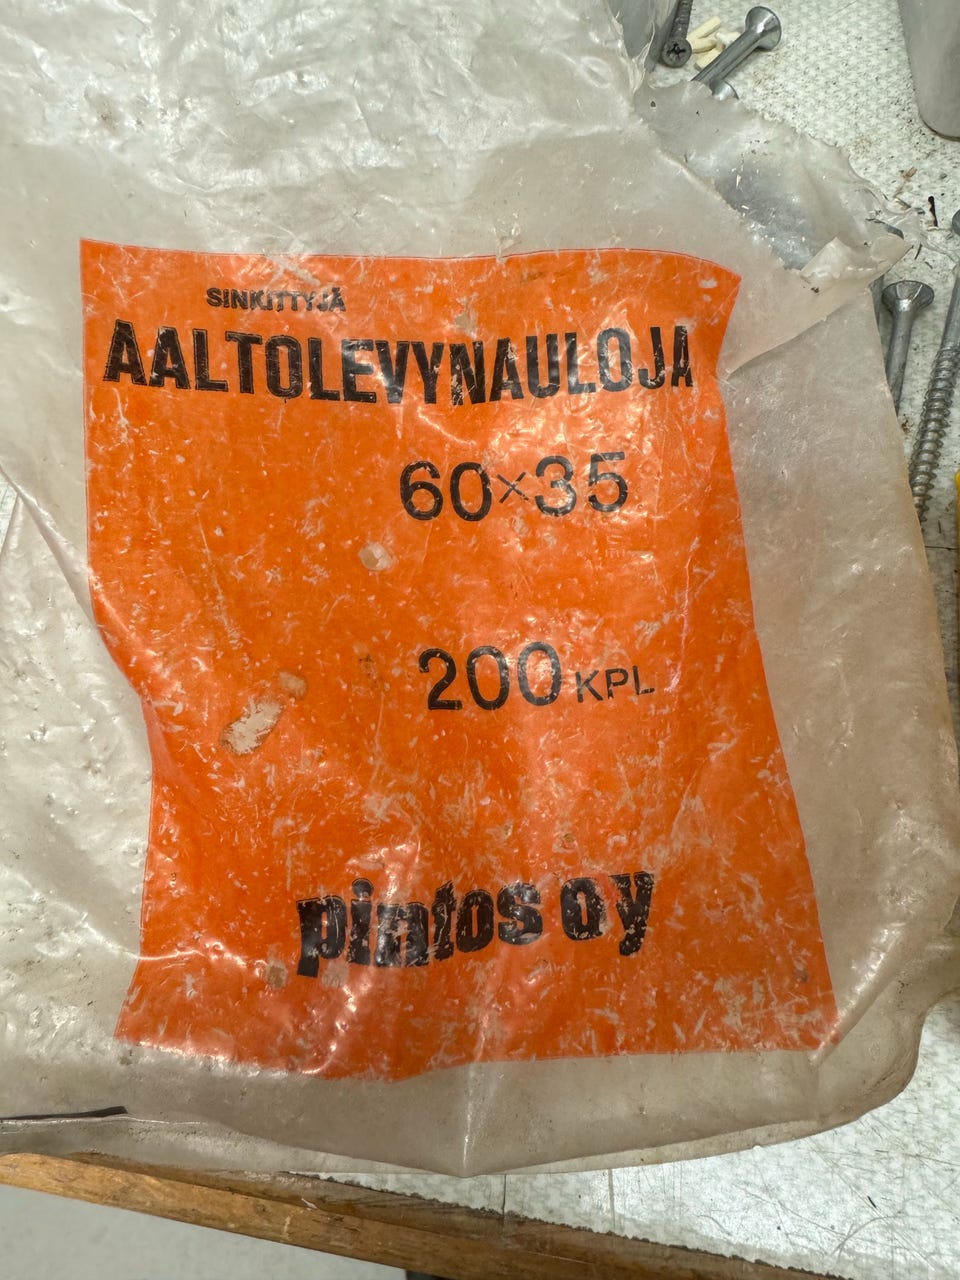 SINKITTYJÄ
AALTOLEVYNAULOJA
60×35
200 KPL
pintos oy